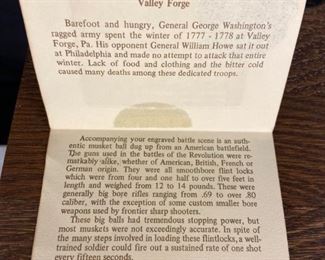 Valley Forge
Barefoot and hungry, General George Washington's
ragged army spent the winter of 1777 - 1778 at Valley
Forge, Pa. His opponent General William Howe sat it out
at Philadelphia and made no attempt to attack that entire
winter. Lack of food and clothing and the bitter cold
caused many deaths among these dedicated troops.
Accompanying your engraved battle scene is an auth-
entic musket ball dug up from an American battlefield.
The guns used in the battles of the Revolution were re-
markably alike, whether of American, British, French or
German origin. They were all smoothbore flint locks
which were from four and one half to over five feet in
length and weighed from 12 to 14 pounds. These were
generally big bore rifles ranging from .69 to over .80
caliber, with the exception of some custom smaller bore
weapons used by frontier sharp shooters.
These big balls had tremendous stopping power, but
most muskets were not exceedingly accurate. In spite of
the many steps involved in loading these flintlocks, a well-
trained soldier could fire out a sustained rate of one shot
every fifteen seconds.